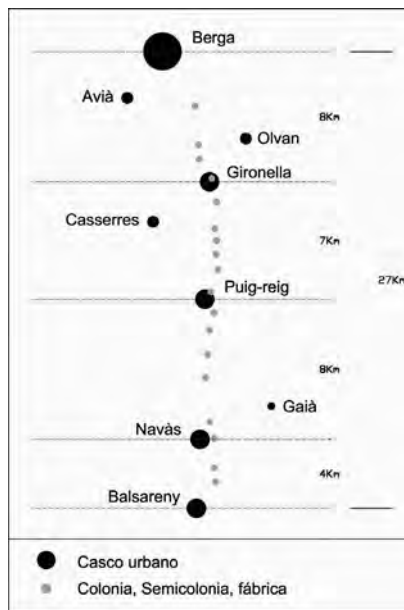 Berga
Avià
8Km
Olvan
Gironella
Casserres
7Km
27Km
Puig-reig
8Km
Gaià
Navàs
4Km
Balsareny
Casco urbano
Colonia, Semicolonia, fábrica